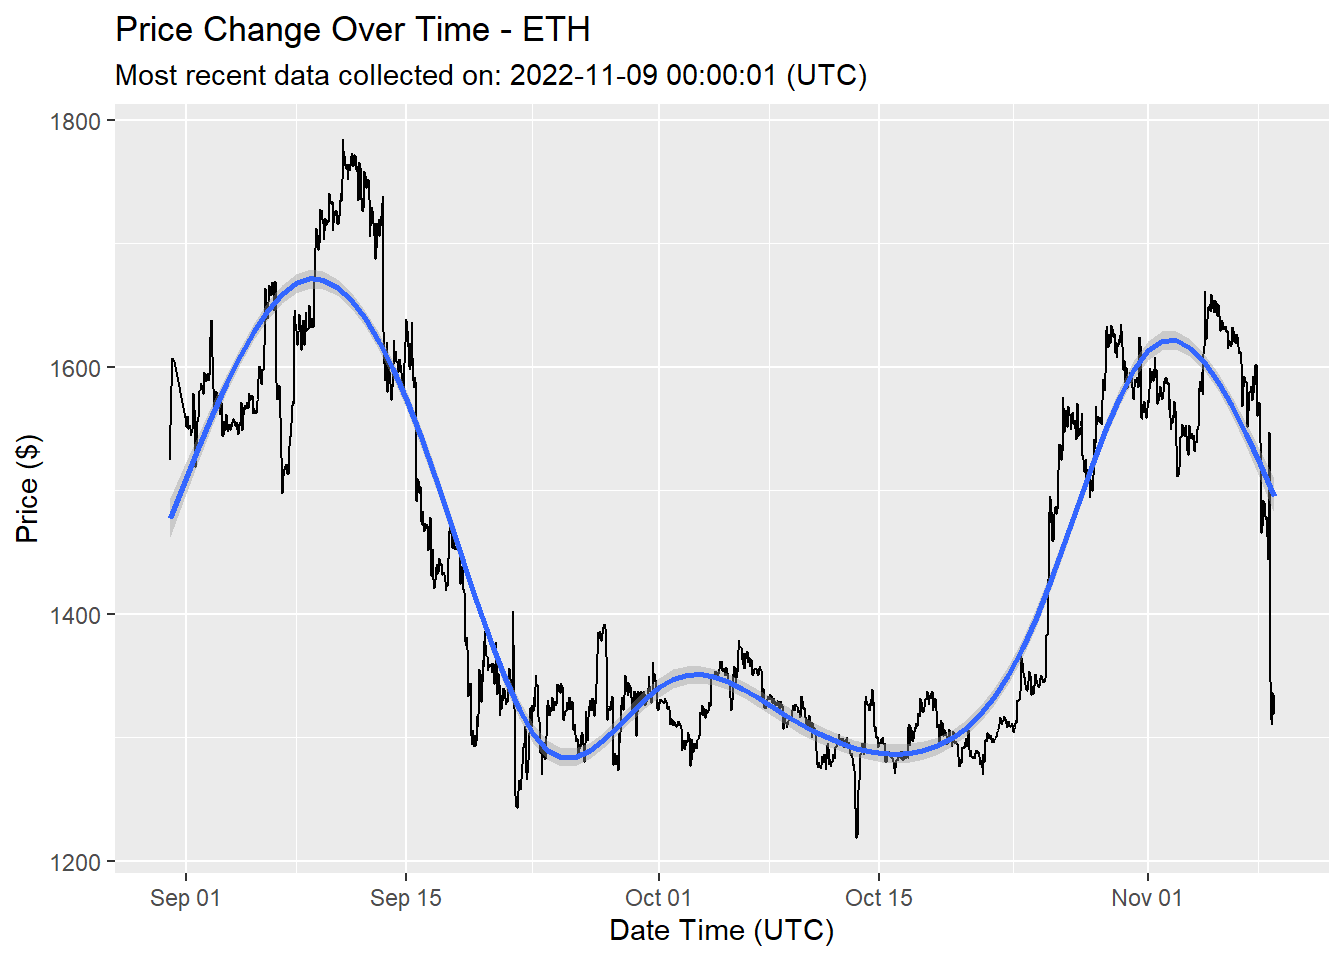 Price Change Over Time - ETH
Most recent data collected on: 2022-11-09 00:00:01 (UTC)
Price ($)
1800
1600
1400
1200
Sep 01 Sep 15 Oct 01 Oct 15 Nov 01
Date Time (UTC)